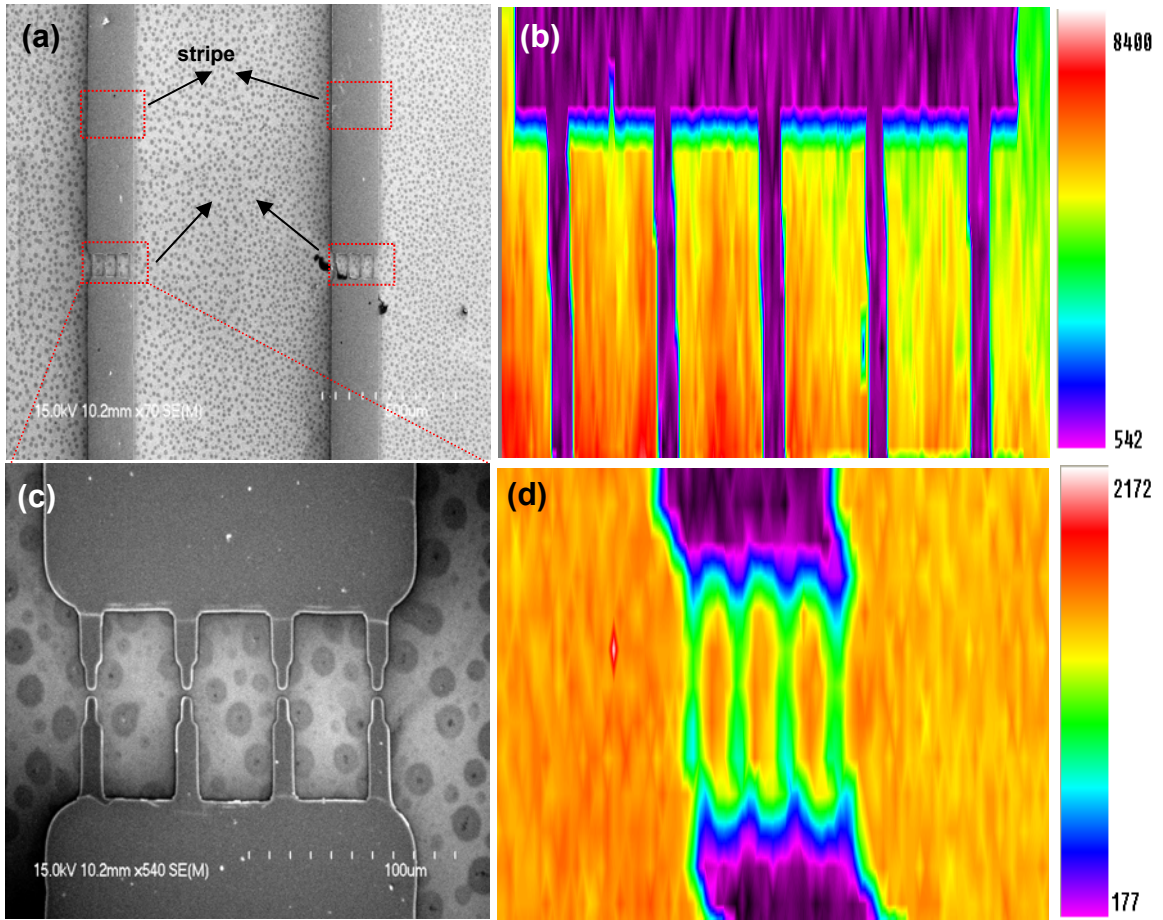 (a)
stripe
15.0kV 10.2mm x70 SE(M)
(b)
8400
542
(c)
15.0kV 10.2mm x540 SE(M)
100um
(d)
2172
177